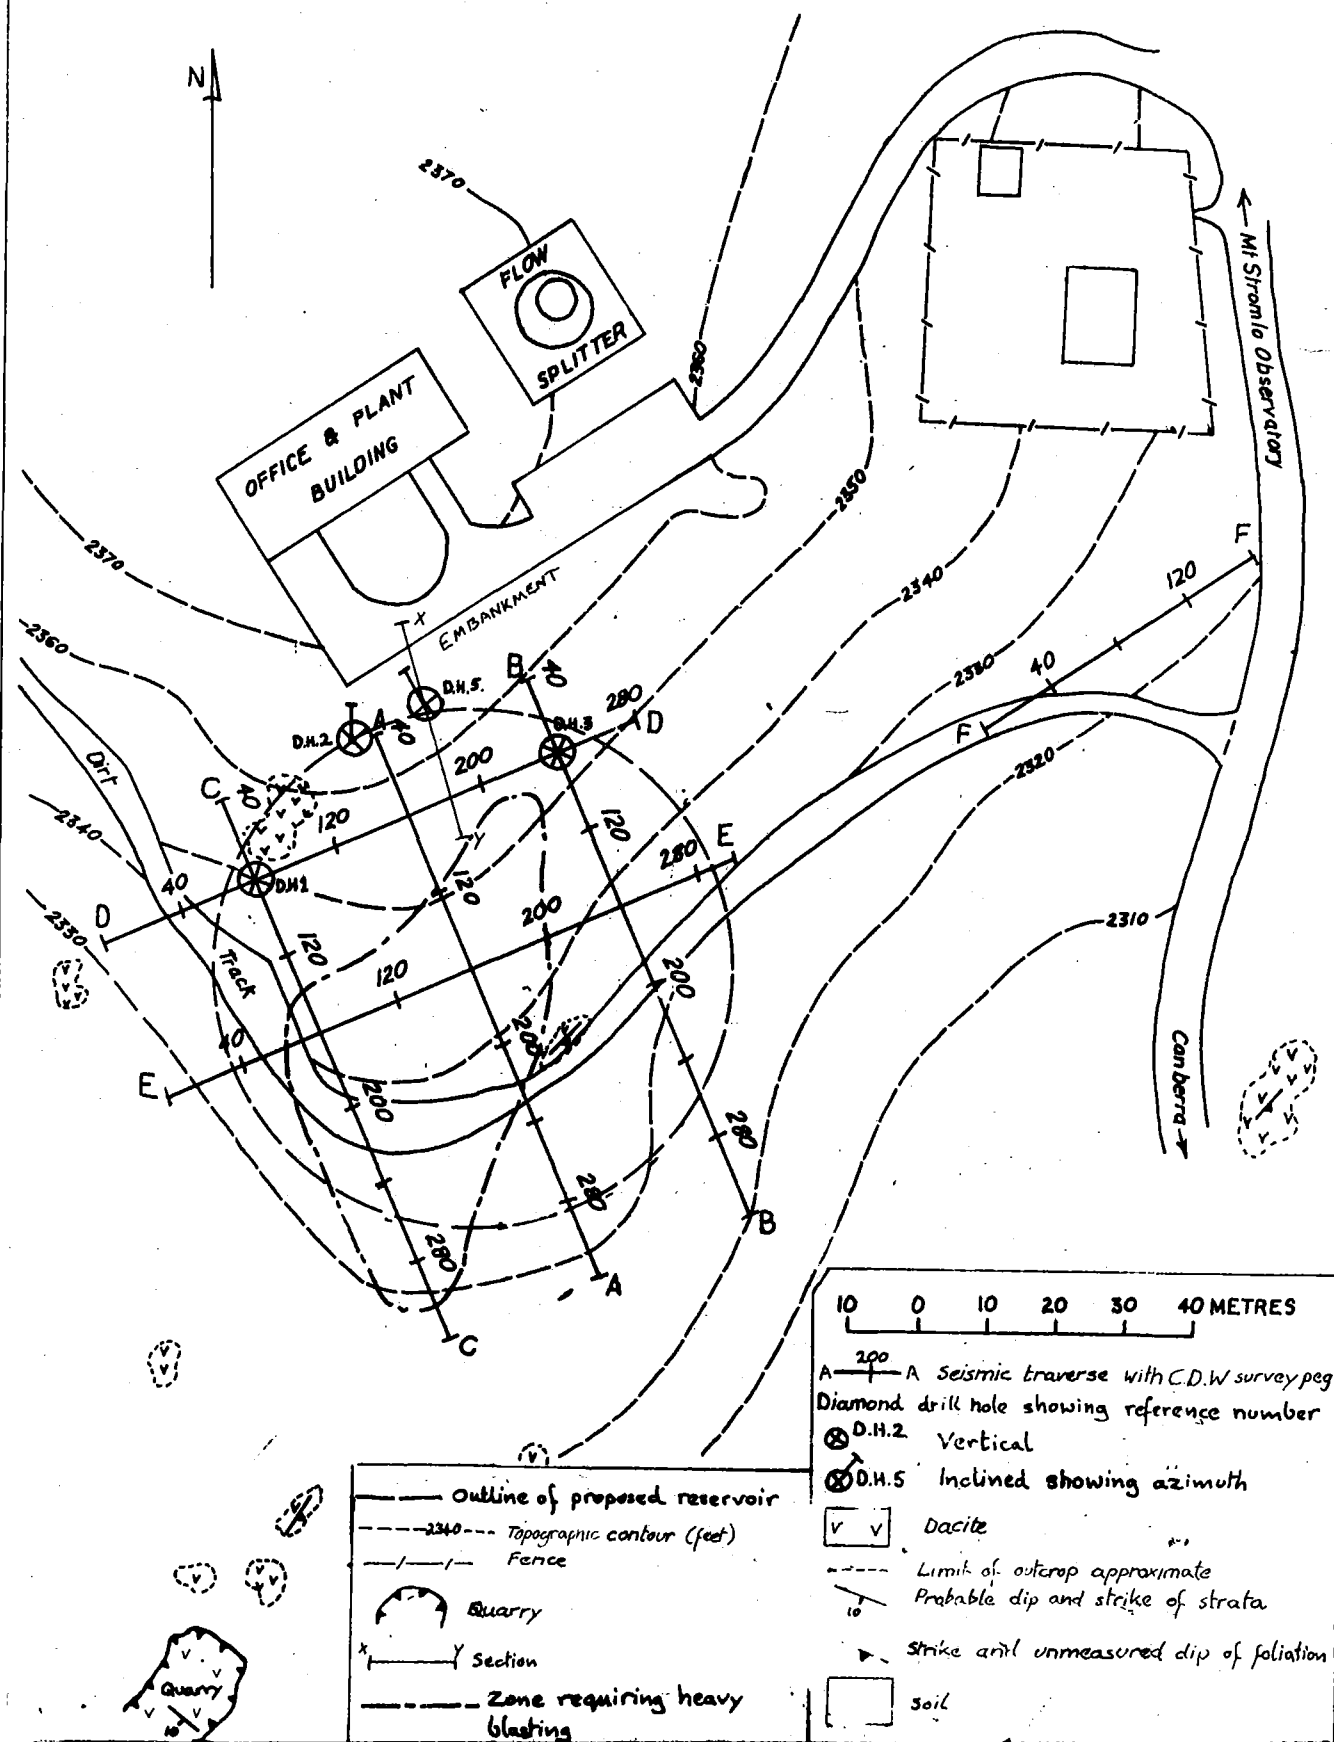 N
2370
FLOW
SPLITTER
OFFICE & PLANT
BUILDING
2360
← Mt Stromlo Observatory
2370
2350
2360
EMBANKMENT
X
2340
F
120
40
2330
F
2320
D.H.5.
B
40
280
D
D.H.3
D.H.2
A
40
200
C
40
120
Dirt
2340
40
D.H.1
Y
120
120
E
280
D
2330
Track
120
200
120
2310
200
40
E
200
200
Canberra →
280
280
B
280
A
C
10 0 10 20 30 40 METRES
A 200 A Seismic traverse with C.D.W survey peg
Diamond drill hole showing reference number
D.H.2 Vertical
D.H.5 Inclined showing azimuth
v v Dacite
Limit of outcrop approximate
10 Probable dip and strike of strata
Strike and unmeasured dip of foliation
Soil
Outline of proposed reservoir
2340 Topographic contour (feet)
Fence
Quarry
X Y Section
Zone requiring heavy
blasting
Quarry
10